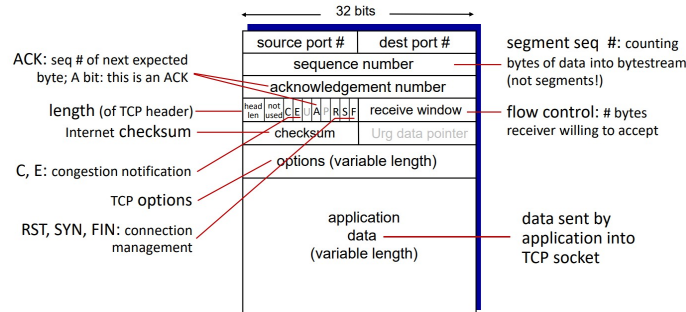 32 bits
source port #
dest port #
segment seq #: counting
bytes of data into bytestream
(not segments!)
ACK: seq # of next expected
byte; A bit: this is an ACK
sequence number
acknowledgement number
length (of TCP header)
head
len
not
used
C E U A P R S F
receive window
flow control: # bytes
receiver willing to accept
Internet checksum
checksum
Urg data pointer
C, E: congestion notification
options (variable length)
TCP options
RST, SYN, FIN: connection
management
application
data
(variable length)
data sent by
application into
TCP socket